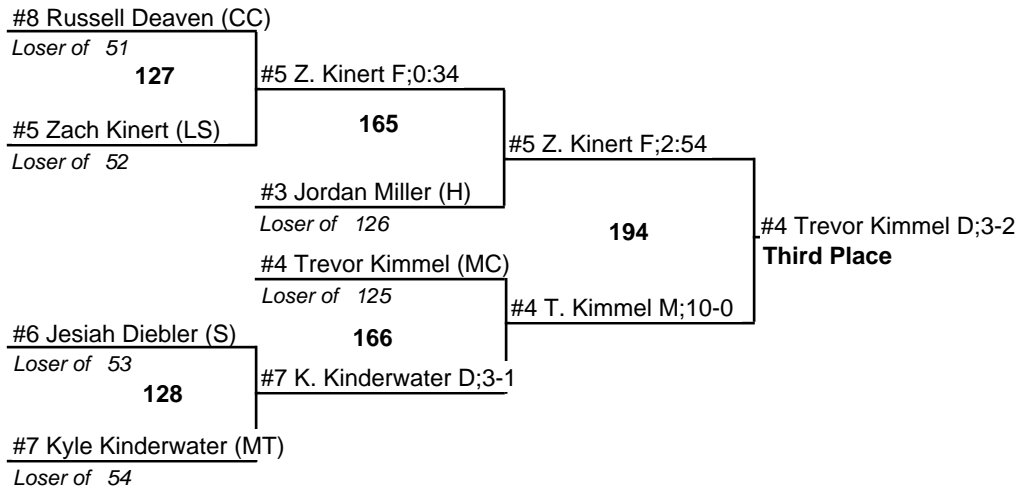 #8 Russell Deaven (CC)
Loser of 51
127
#5 Z. Kinert F;0:34
#5 Zach Kinert (LS)
Loser of 52
165
#5 Z. Kinert F;2:54
#3 Jordan Miller (H)
Loser of 126
194
#4 Trevor Kimmel D;3-2
Third Place
#4 Trevor Kimmel (MC)
Loser of 125
#4 T. Kimmel M;10-0
#6 Jesiah Diebler (S)
Loser of 53
166
128
#7 K. Kinderwater D;3-1
#7 Kyle Kinderwater (MT)
Loser of 54